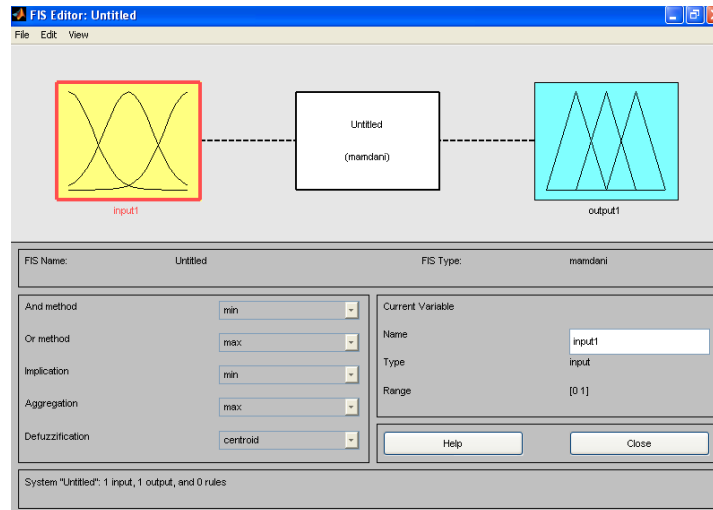 FIS Editor: Untitled
File Edit View
Untitled
(mamdani)
input1
output1
FIS Name: Untitled FIS Type: mamdani
And method min
Or method max
Implication min
Aggregation max
Defuzzification centroid
Current Variable
Name input1
Type input
Range [0 1]
Help Close
System "Untitled": 1 input, 1 output, and 0 rules